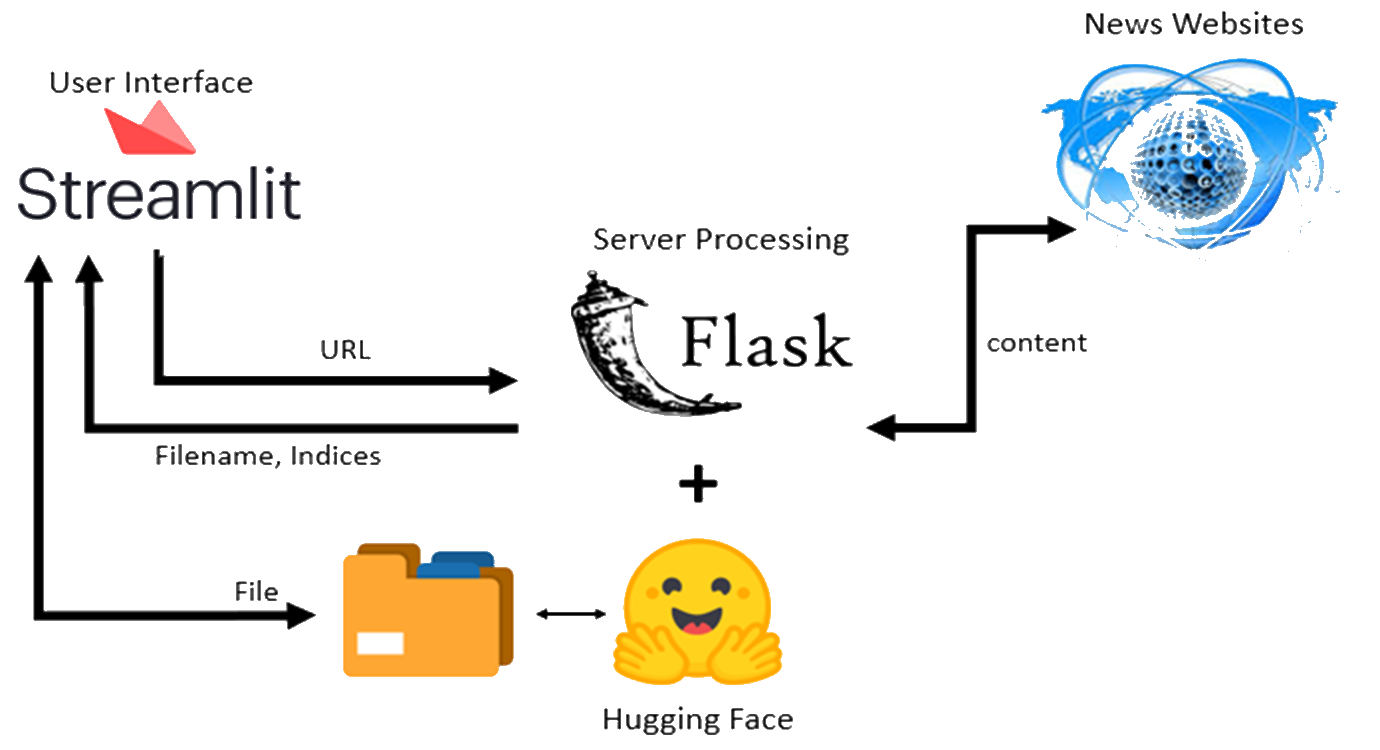 News Websites
User Interface
Streamlit
Server Processing
Flask
URL
content
Filename, Indices
File
Hugging Face